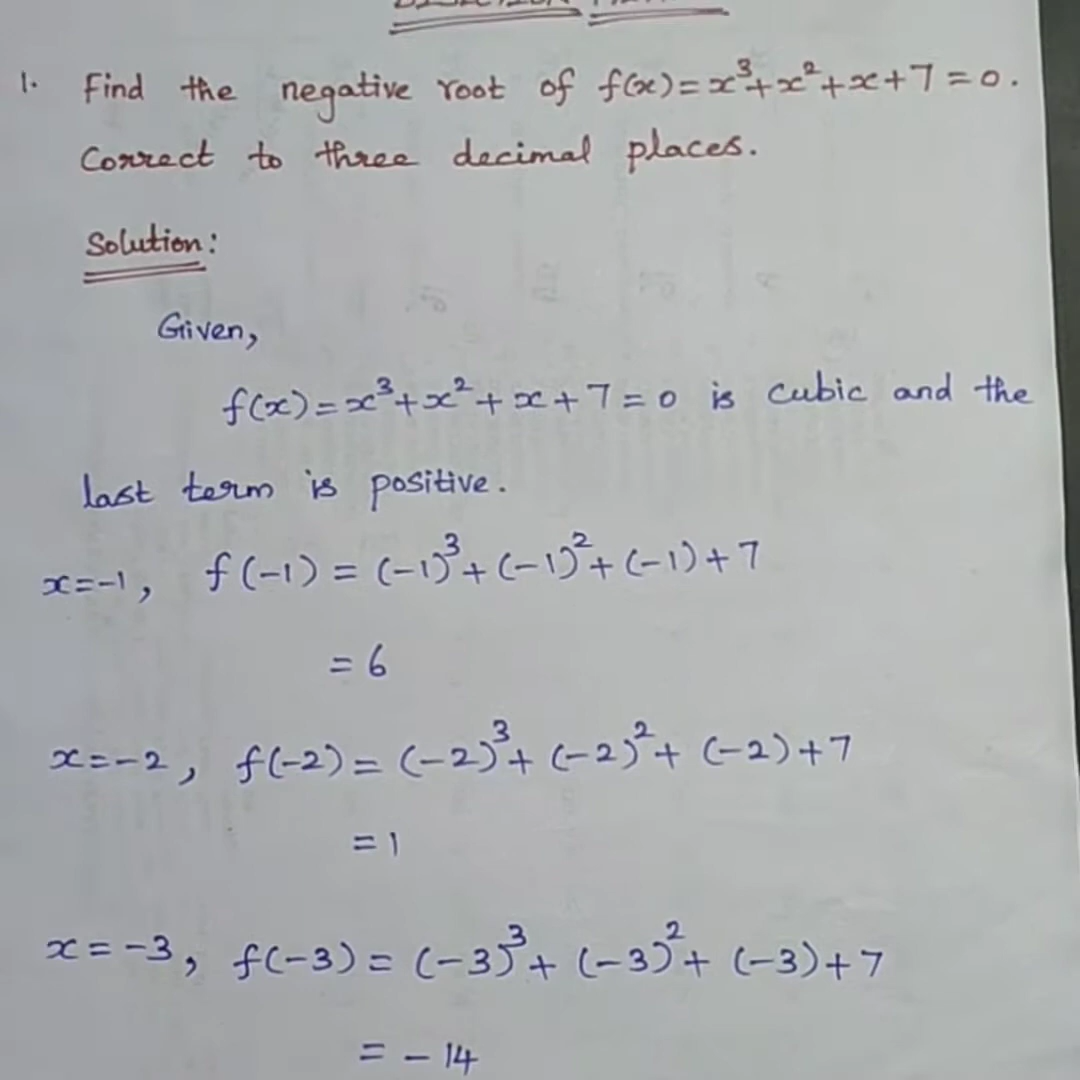 1. Find the negative root of f(x)=x³+x²+x+7=0.
Correct to three decimal places.
Solution:
Given,
f(x)=x³+x²+x+7=0 is cubic and the
last term is positive.
x=-1, f(-1) = (-1)³+(-1)²+(-1)+7
= 6
x=-2, f(-2) = (-2)³+(-2)²+(-2)+7
= 1
x=-3, f(-3) = (-3)³+(-3)²+(-3)+7
= -14